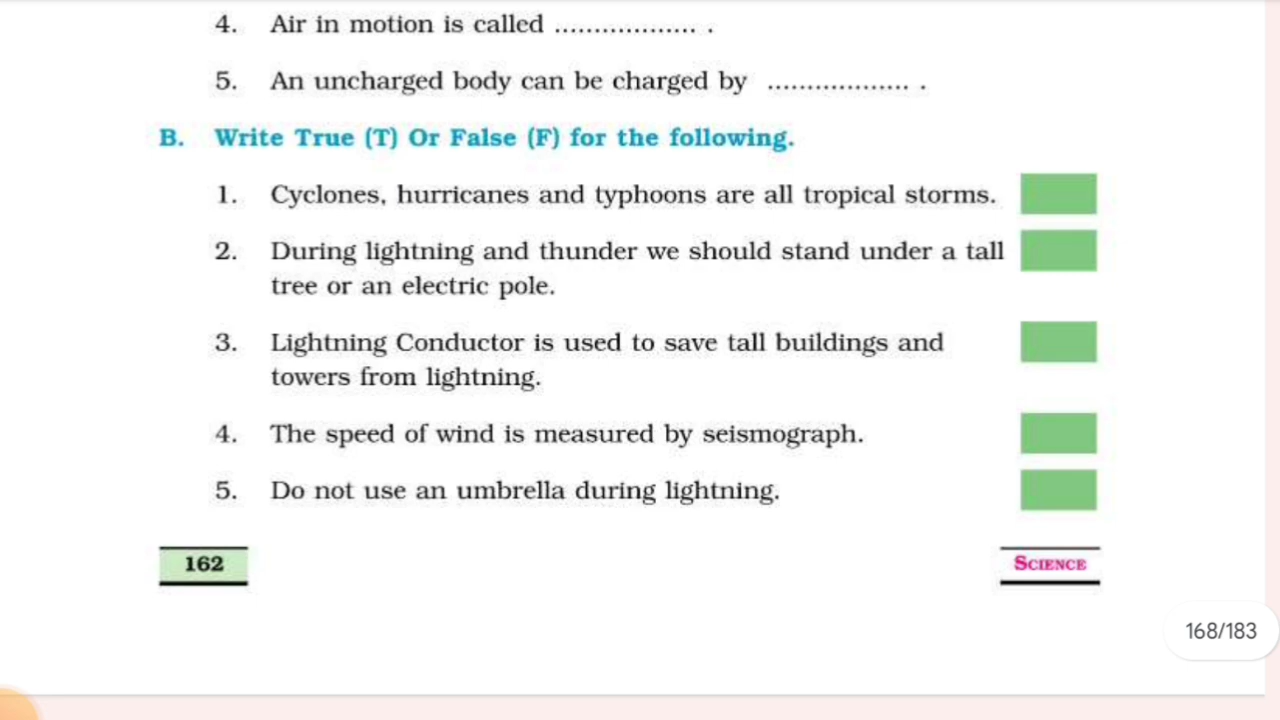 4. Air in motion is called .................. .
5. An uncharged body can be charged by .................. .
B. Write True (T) Or False (F) for the following.
1. Cyclones, hurricanes and typhoons are all tropical storms.
2. During lightning and thunder we should stand under a tall
tree or an electric pole.
3. Lightning Conductor is used to save tall buildings and
towers from lightning.
4. The speed of wind is measured by seismograph.
5. Do not use an umbrella during lightning.
162
SCIENCE
168/183